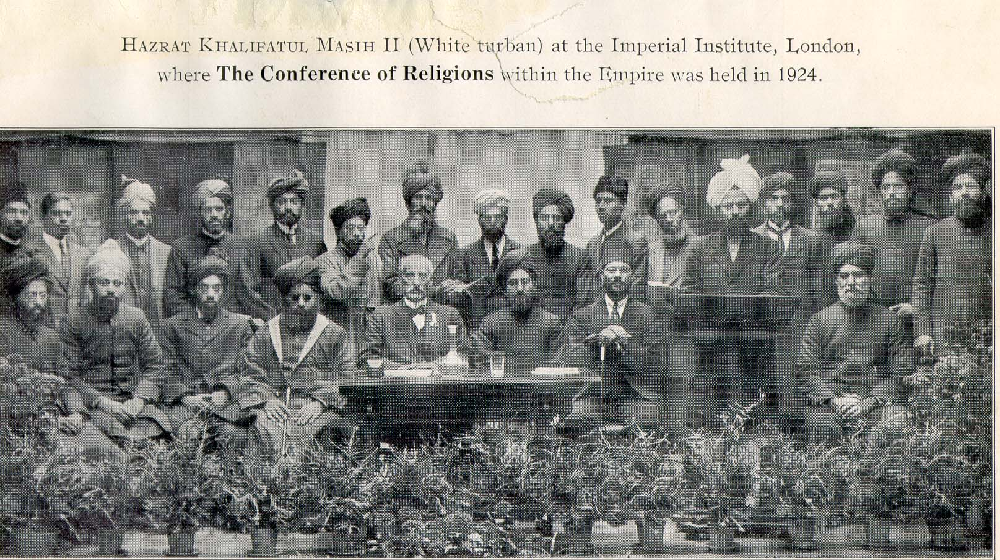 HAZRAT KHALIFATUL MASIH II (White turban) at the Imperial Institute, London,
where The Conference of Religions within the Empire was held in 1924.